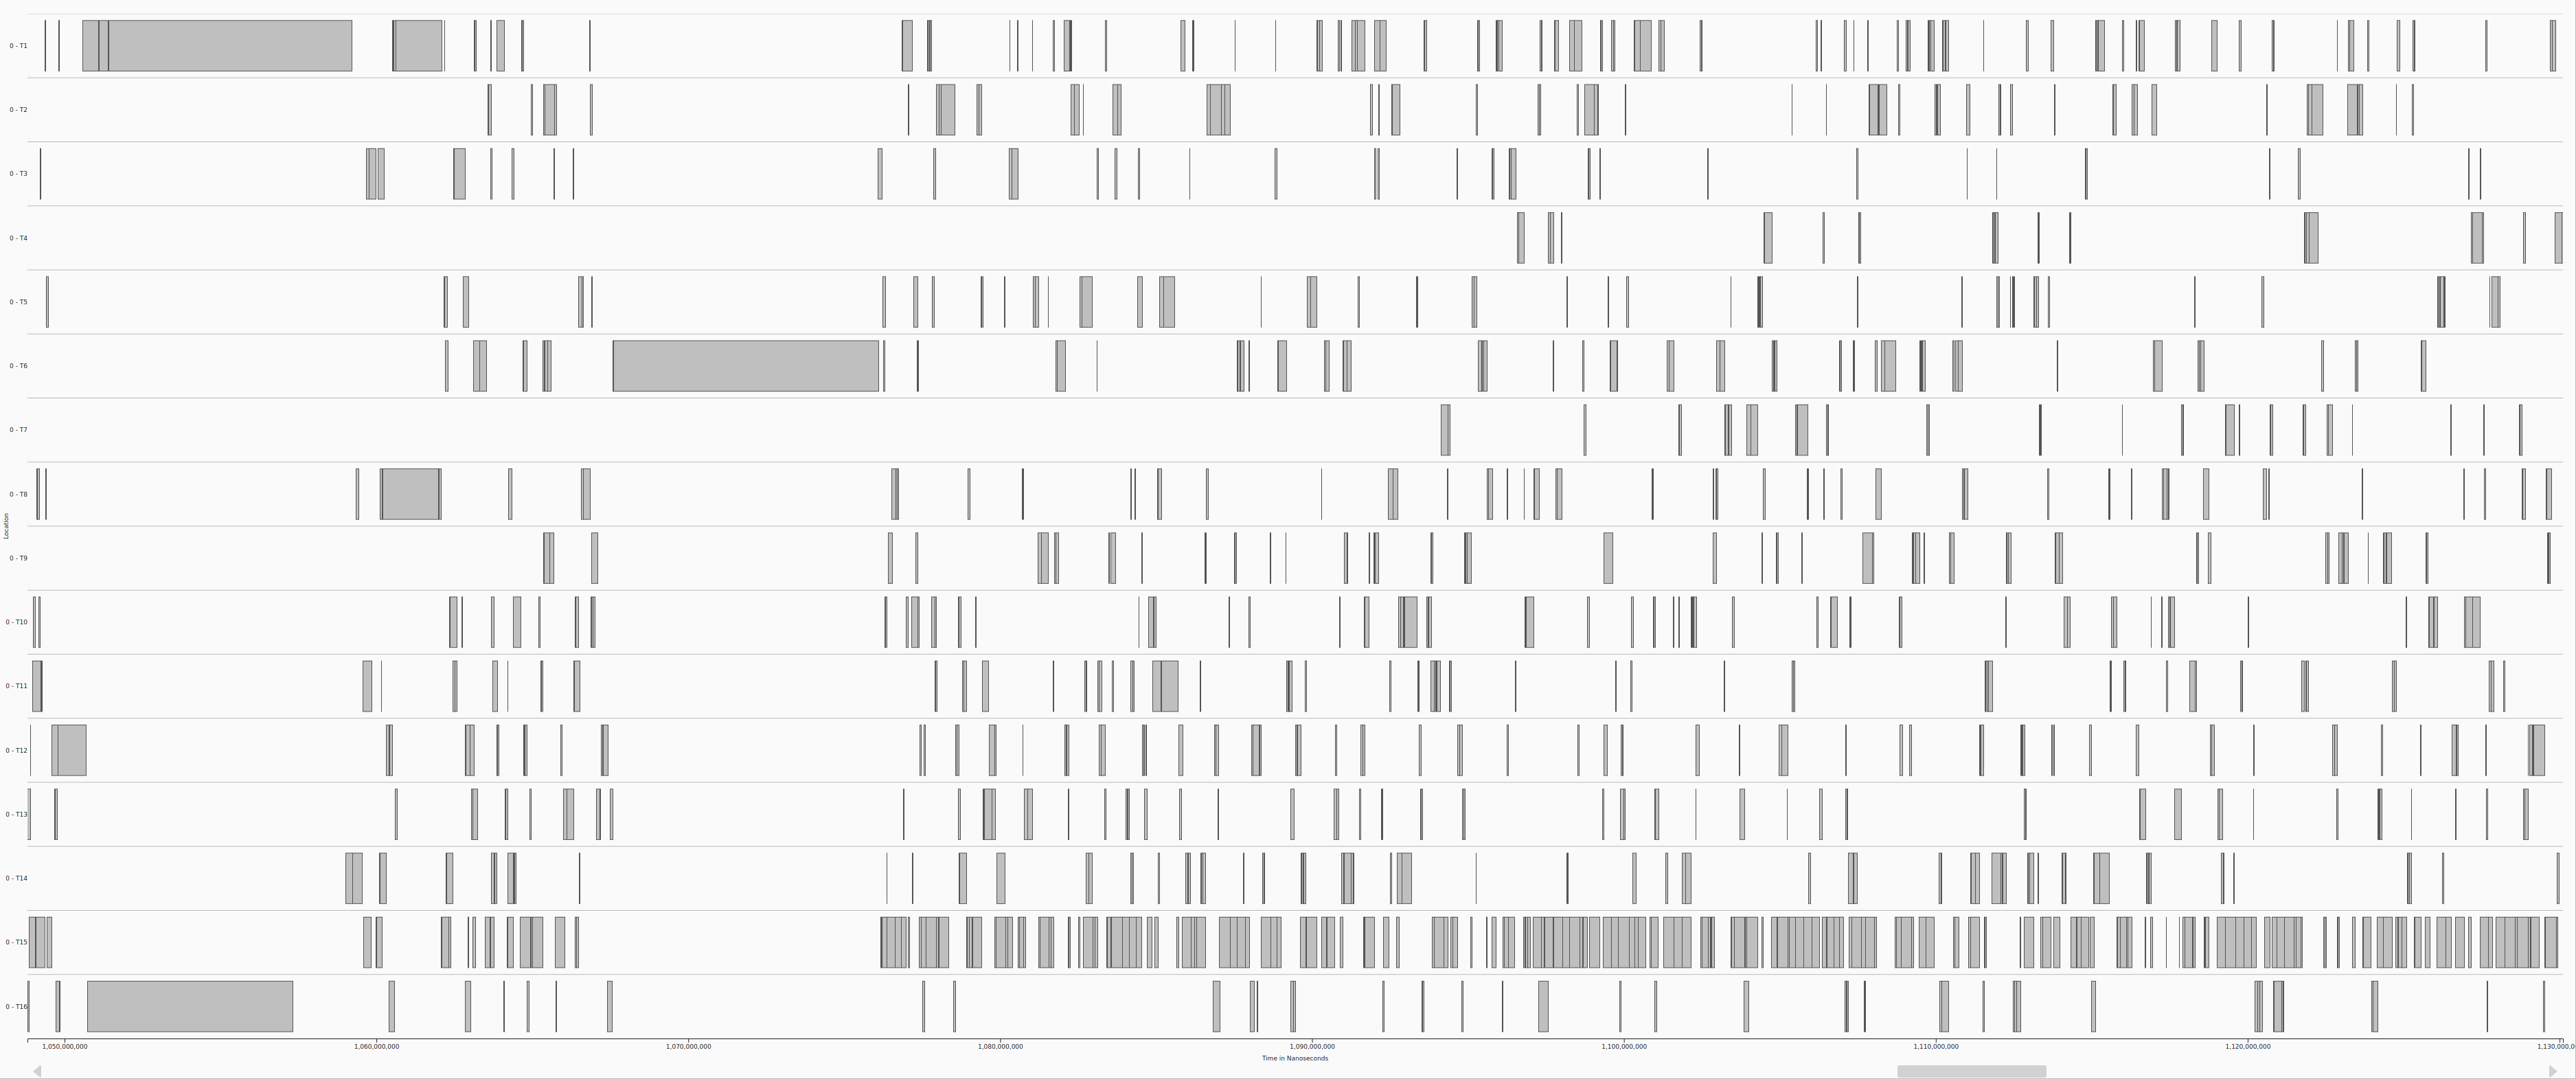 0 - T1
0 - T2
0 - T3
0 - T4
0 - T5
0 - T6
0 - T7
0 - T8
Location
0 - T9
0 - T10
0 - T11
0 - T12
0 - T13
0 - T14
0 - T15
0 - T16
1,050,000,000 1,060,000,000 1,070,000,000 1,080,000,000 1,090,000,000 1,100,000,000 1,110,000,000 1,120,000,000 1,130,000,0
Time in Nanoseconds